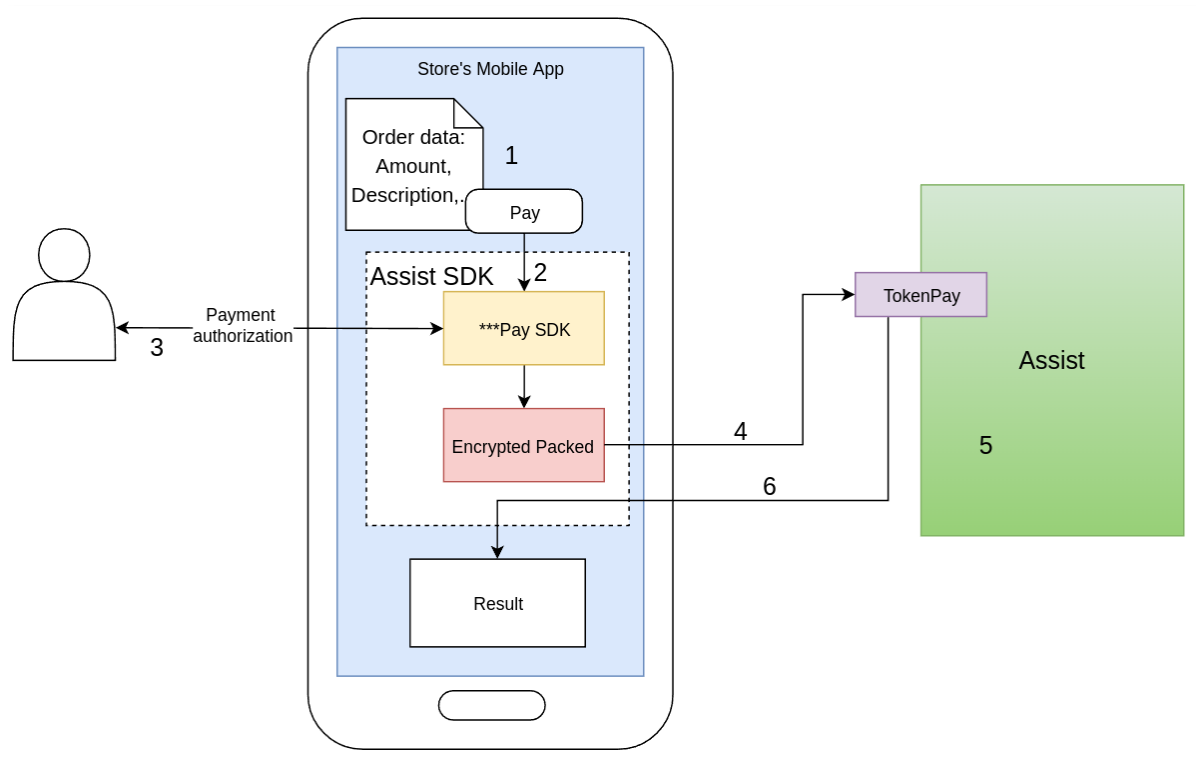 Store's Mobile App
Order data:
Amount,
Description,..
1
Pay
Assist SDK
2
***Pay SDK
Payment
authorization
3
Encrypted Packed
4
TokenPay
Assist
5
6
Result